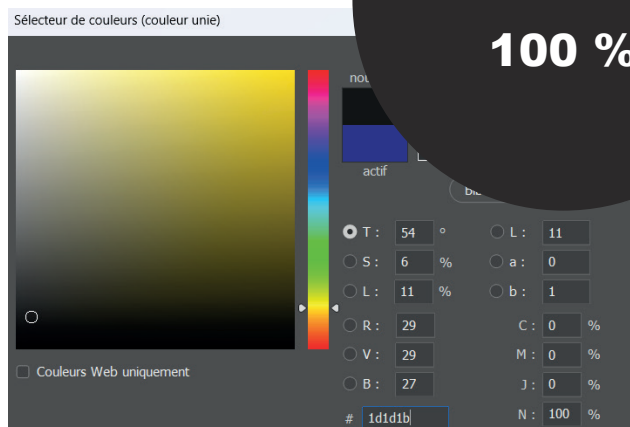 Sélecteur de couleurs (couleur unie)
100 %
actif
T : 54 ° L : 11
S : 6 % a : 0
L : 11 % b : 1
R : 29 C : 0 %
V : 29 M : 0 %
B : 27 J : 0 %
# 1d1d1b N : 100 %
Couleurs Web uniquement